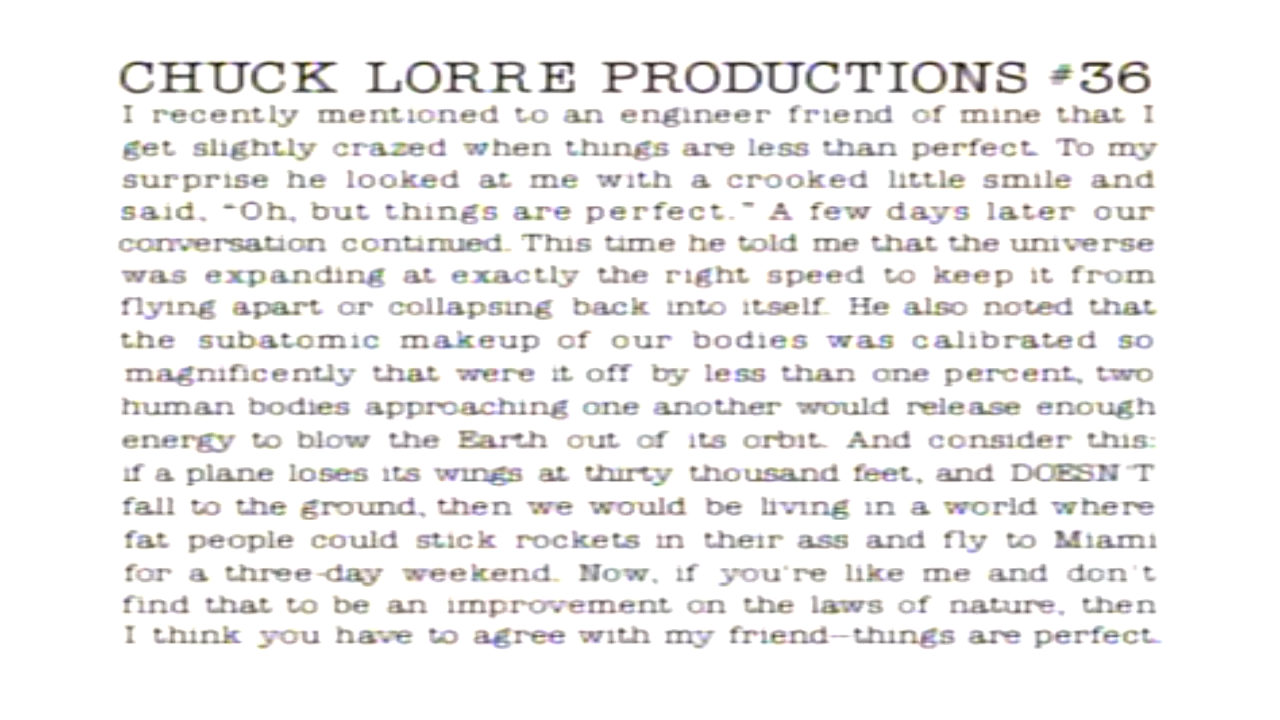 CHUCK LORRE PRODUCTIONS #36
I recently mentioned to an engineer friend of mine that I
get slightly crazed when things are less than perfect. To my
surprise he looked at me with a crooked little smile and
said, "Oh, but things are perfect." A few days later our
conversation continued. This time he told me that the universe
was expanding at exactly the right speed to keep it from
flying apart or collapsing back into itself. He also noted that
the subatomic makeup of our bodies was calibrated so
magnificently that were it off by less than one percent, two
human bodies approaching one another would release enough
energy to blow the Earth out of its orbit. And consider this:
if a plane loses its wings at thirty thousand feet, and DOESN'T
fall to the ground, then we would be living in a world where
fat people could stick rockets in their ass and fly to Miami
for a three-day weekend. Now, if you're like me and don't
find that to be an improvement on the laws of nature, then
I think you have to agree with my friend--things are perfect.